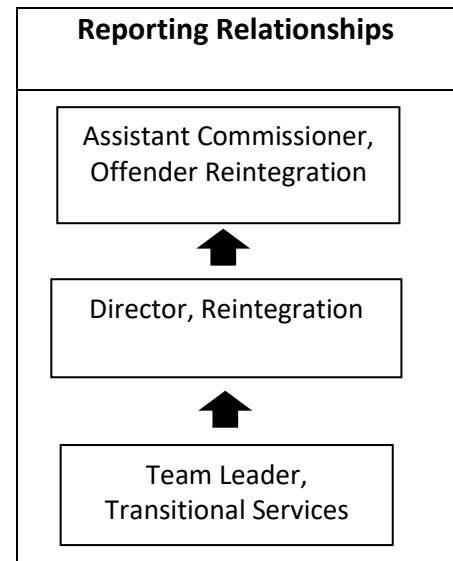 Reporting Relationships
Assistant Commissioner,
Offender Reintegration
Director, Reintegration
Team Leader,
Transitional Services